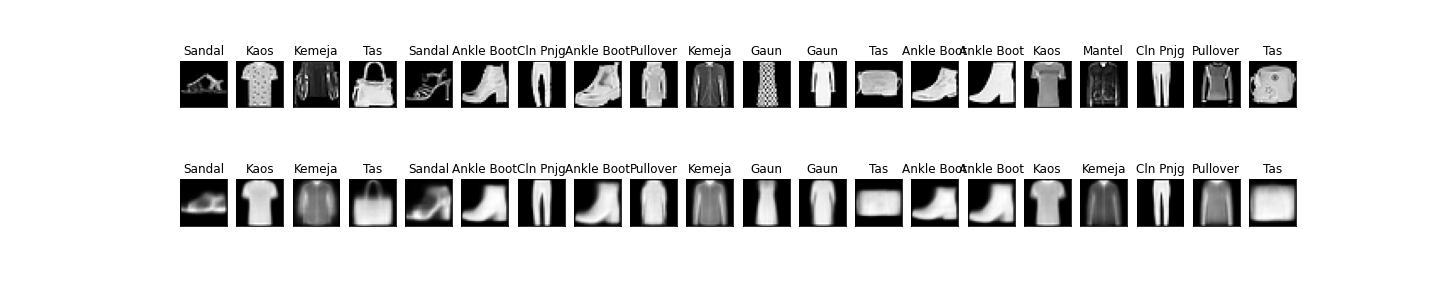 Sandal Kaos Kemeja Tas Sandal Ankle Boot Cln Pnjg Ankle Boot Pullover Kemeja Gaun Gaun Tas Ankle Boot Ankle Boot Kaos Mantel Cln Pnjg Pullover Tas
Sandal Kaos Kemeja Tas Sandal Ankle Boot Cln Pnjg Ankle Boot Pullover Kemeja Gaun Gaun Tas Ankle Boot Ankle Boot Kaos Kemeja Cln Pnjg Pullover Tas